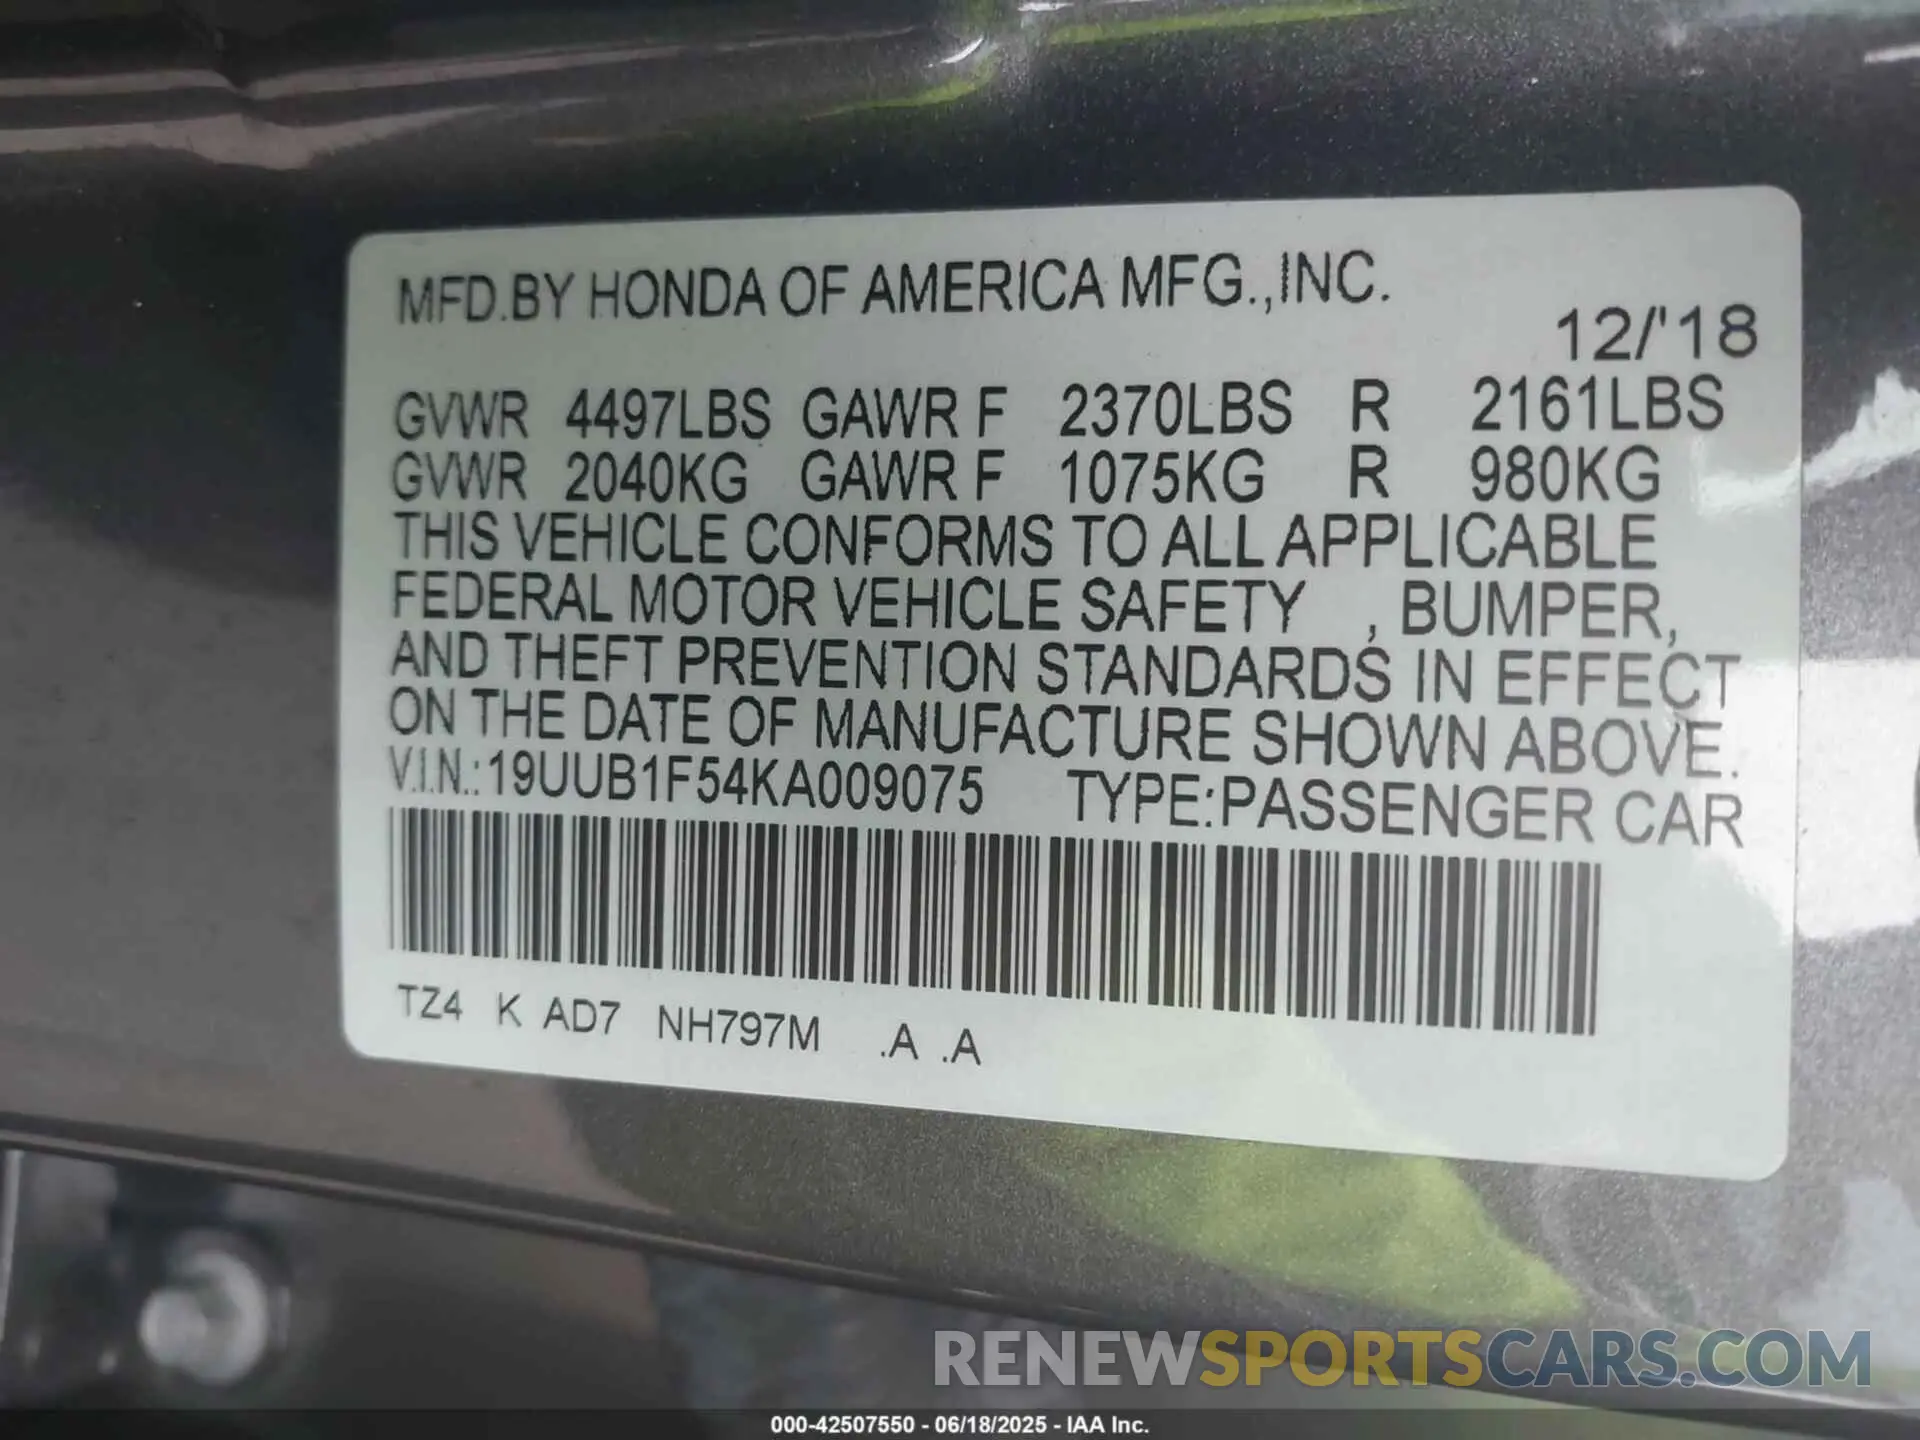 MFD.BY HONDA OF AMERICA MFG.,INC.
12/'18
GVWR 4497LBS GAWR F 2370LBS R 2161LBS
GVWR 2040KG GAWR F 1075KG R 980KG
THIS VEHICLE CONFORMS TO ALL APPLICABLE
FEDERAL MOTOR VEHICLE SAFETY , BUMPER,
AND THEFT PREVENTION STANDARDS IN EFFECT
ON THE DATE OF MANUFACTURE SHOWN ABOVE.
V.I.N.:19UUB1F54KA009075 TYPE:PASSENGER CAR
TZ4 K AD7 NH797M .A .A
RENEWSPORTSCARS.COM
000-42507550 - 06/18/2025 - IAA Inc.